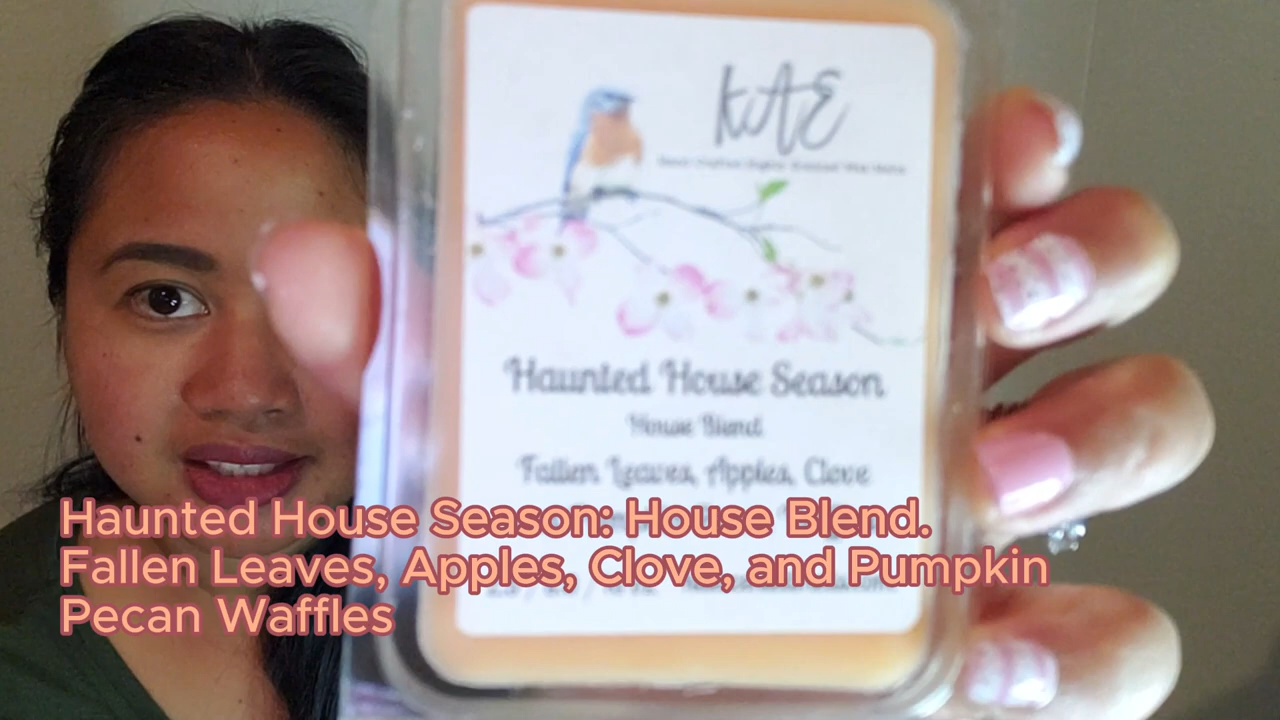 KAE
Haunted House Season
House Blend
Fallen Leaves, Apples, Clove
Haunted House Season: House Blend.
Fallen Leaves, Apples, Clove, and Pumpkin
Pecan Waffles